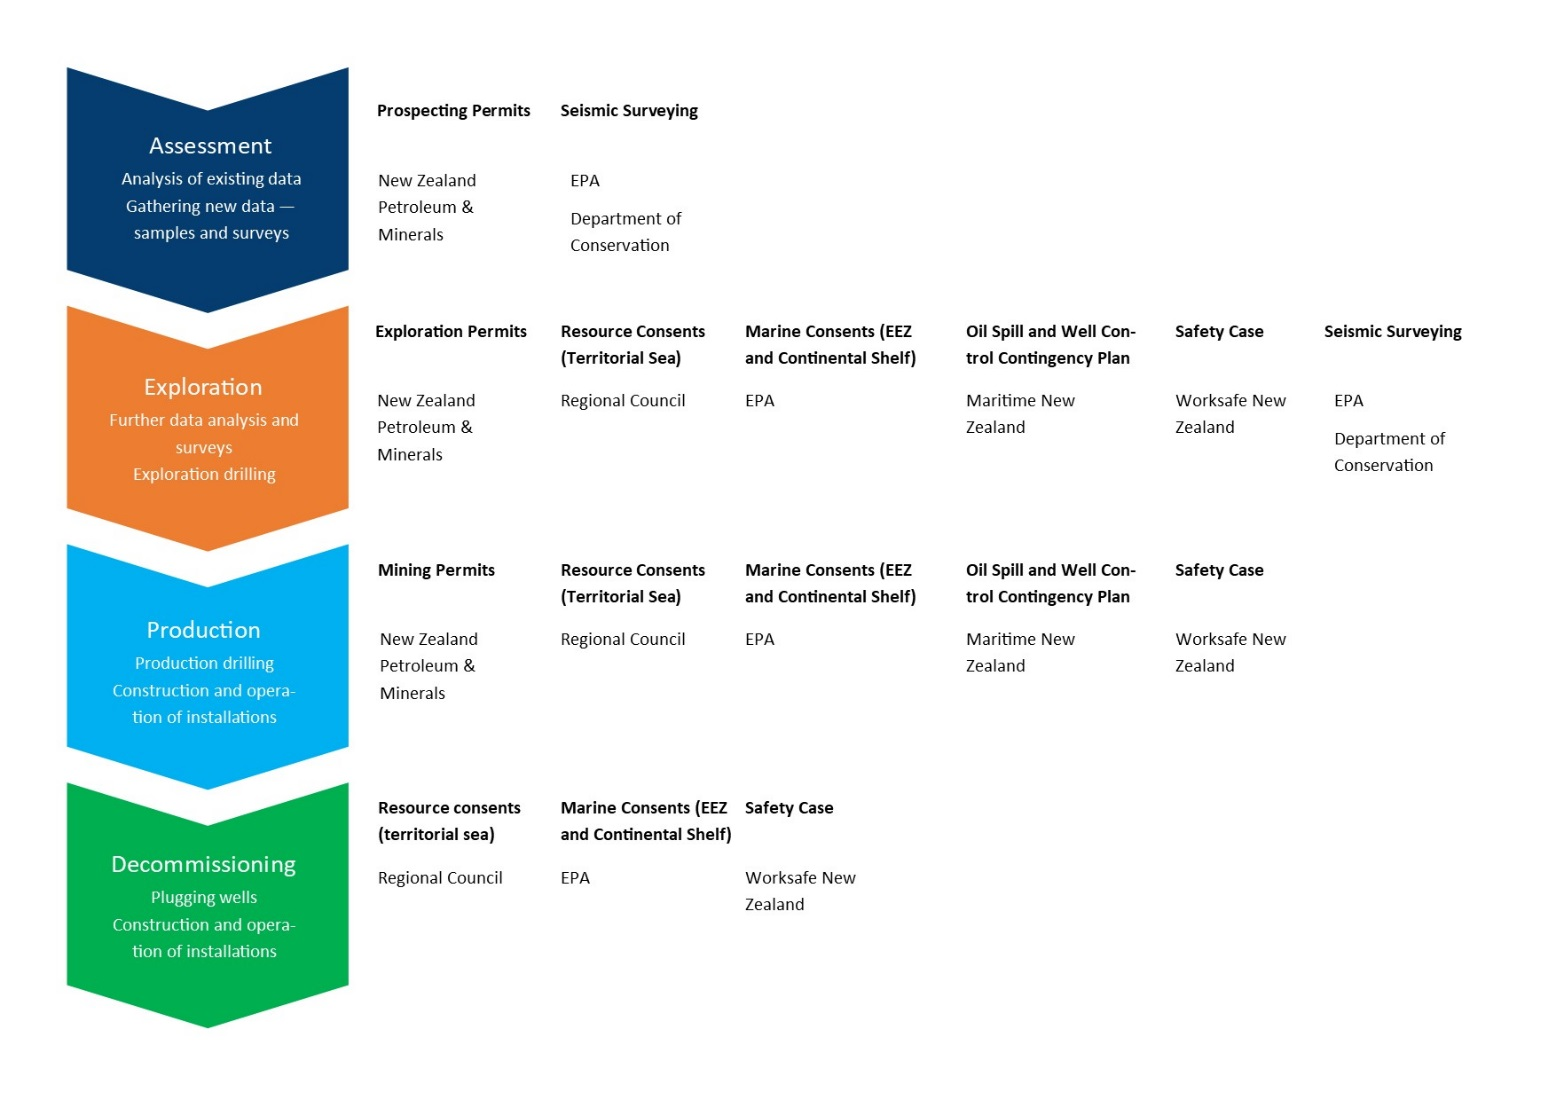 Assessment
Analysis of existing data
Gathering new data —
samples and surveys
Prospecting Permits
New Zealand
Petroleum &
Minerals
Seismic Surveying
EPA
Department of
Conservation
Exploration
Further data analysis and
surveys
Exploration drilling
Exploration Permits
New Zealand
Petroleum &
Minerals
Resource Consents
(Territorial Sea)
Regional Council
Marine Consents (EEZ
and Continental Shelf)
EPA
Oil Spill and Well Con-
trol Contingency Plan
Maritime New
Zealand
Safety Case
Worksafe New
Zealand
Seismic Surveying
EPA
Department of
Conservation
Production
Production drilling
Construction and opera-
tion of installations
Mining Permits
New Zealand
Petroleum &
Minerals
Resource Consents
(Territorial Sea)
Regional Council
Marine Consents (EEZ
and Continental Shelf)
EPA
Oil Spill and Well Con-
trol Contingency Plan
Maritime New
Zealand
Safety Case
Worksafe New
Zealand
Decommissioning
Plugging wells
Construction and opera-
tion of installations
Resource consents
(territorial sea)
Regional Council
Marine Consents (EEZ
and Continental Shelf)
EPA
Safety Case
Worksafe New
Zealand